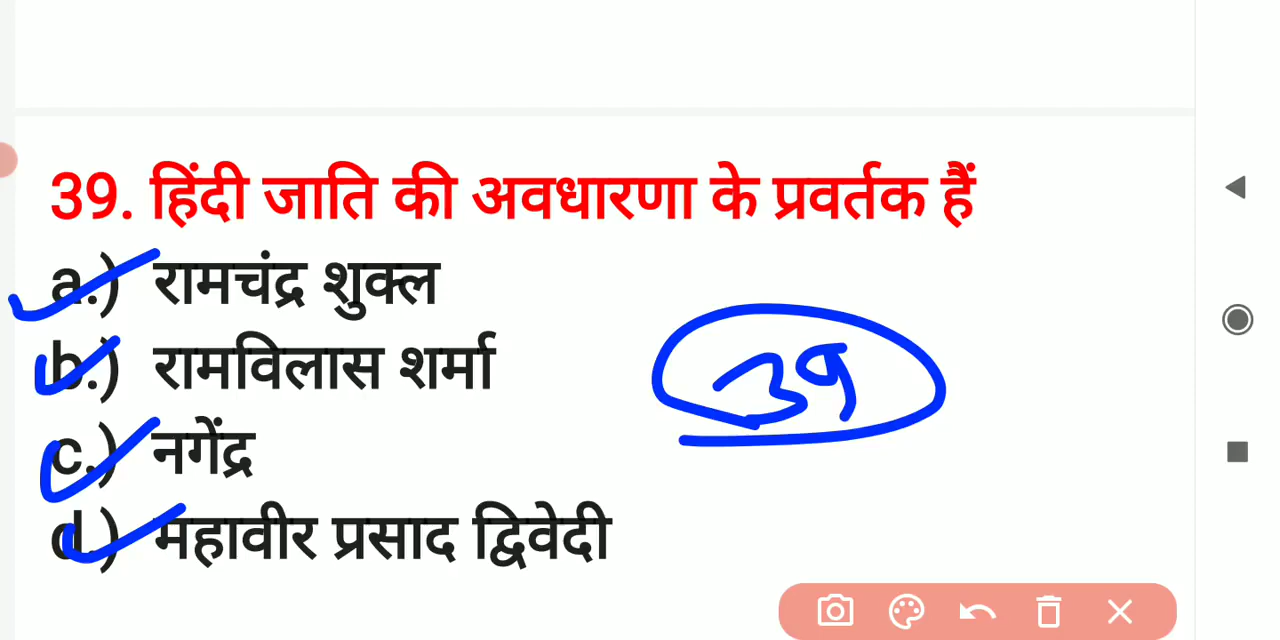 39. हिंदी जाति की अवधारणा के प्रवर्तक हैं
a.) रामचंद्र शुक्ल
b.) रामविलास शर्मा
39
c.) नगेंद्र
d.) महावीर प्रसाद द्विवेदी